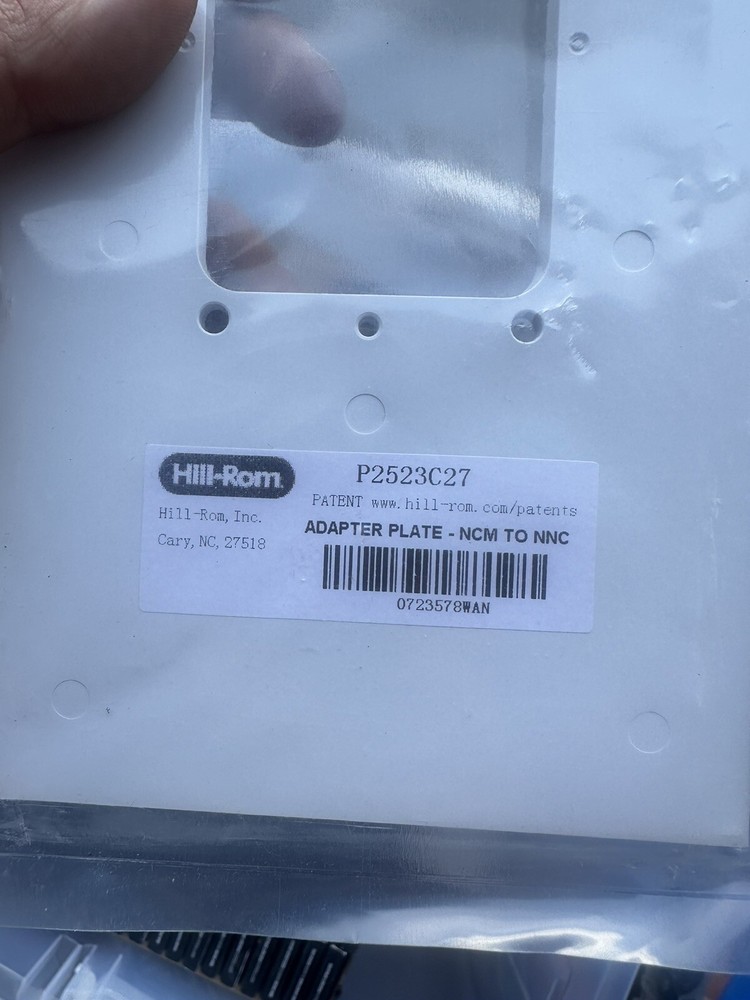 Hill-Rom
P2523C27
PATENT www.hill-rom.com/patents
Hill-Rom, Inc.
Cary, NC, 27518
ADAPTER PLATE - NCM TO NNC
0723578WAN